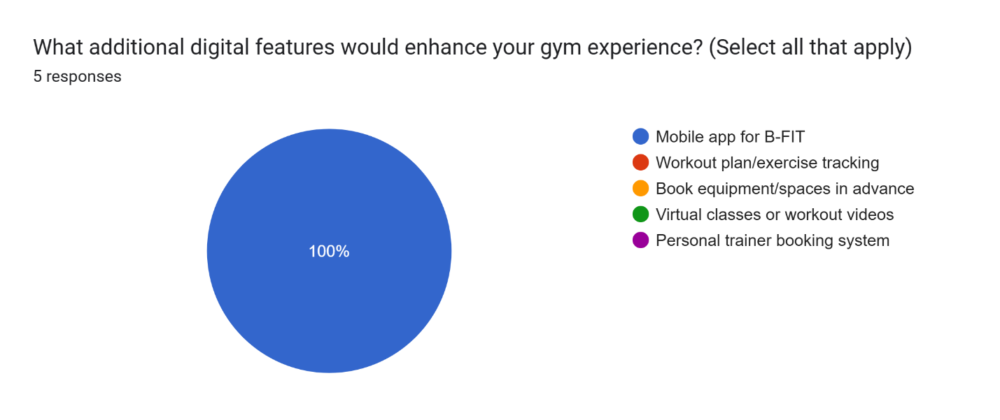 What additional digital features would enhance your gym experience? (Select all that apply)
5 responses
100%
Mobile app for B-FIT
Workout plan/exercise tracking
Book equipment/spaces in advance
Virtual classes or workout videos
Personal trainer booking system